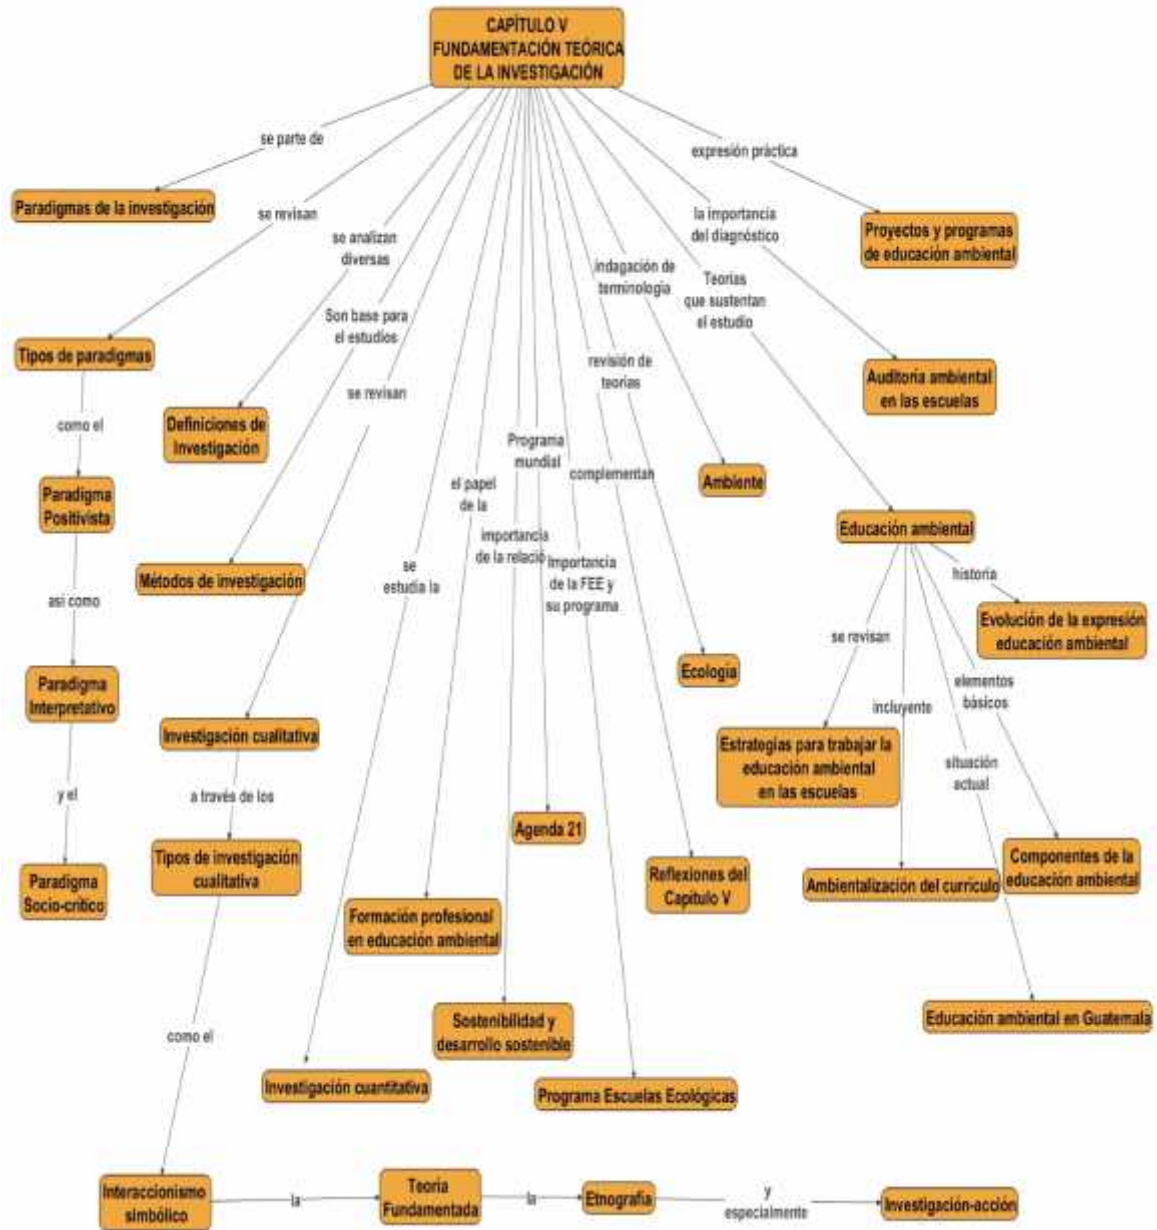 CAPÍTULO V
FUNDAMENTACIÓN TEÓRICA
DE LA INVESTIGACIÓN
se parte de
expresión práctica
Paradigmas de la investigación
se revisan
la importancia
del diagnóstico
Proyectos y programas
de educación ambiental
se analizan
diversas
indagación de
terminología
Teorías
que sustentan
el estudio
Son base para
el estudios
Tipos de paradigmas
se revisan
revisión de
teorías
Auditoría ambiental
en las escuelas
como el
Definiciones de
Investigación
Programa
mundial
complementan
Ambiente
el papel
de la
Paradigma
Positivista
importancia
de la relació
Educación ambiental
Métodos de investigación
se
estudia la
Importancia
de la FEE y
su programa
historia
así como
Evolución de la expresión
educación ambiental
se revisan
Ecología
Paradigma
Interpretativo
elementos
básicos
incluyente
Investigación cualitativa
Estrategias para trabajar la
educación ambiental
en las escuelas
situación
actual
y el
a través de los
Agenda 21
Tipos de investigación
cualitativa
Componentes de la
educación ambiental
Paradigma
Socio-crítico
Reflexiones del
Capítulo V
Ambientalización del currículo
Formación profesional
en educación ambiental
Educación ambiental en Guatemala
Sostenibilidad y
desarrollo sostenible
como el
Investigación cuantitativa
Programa Escuelas Ecológicas
Interaccionismo
simbólico
la
Teoría
Fundamentada
la
Etnografía
y
especialmente
Investigación-acción